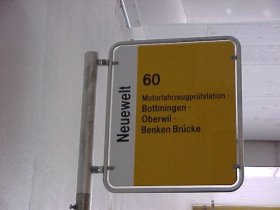 Neuewelt
60
Motorfahrzeugprüfstation -
Bottmingen -
Oberwil -
Benken Brücke